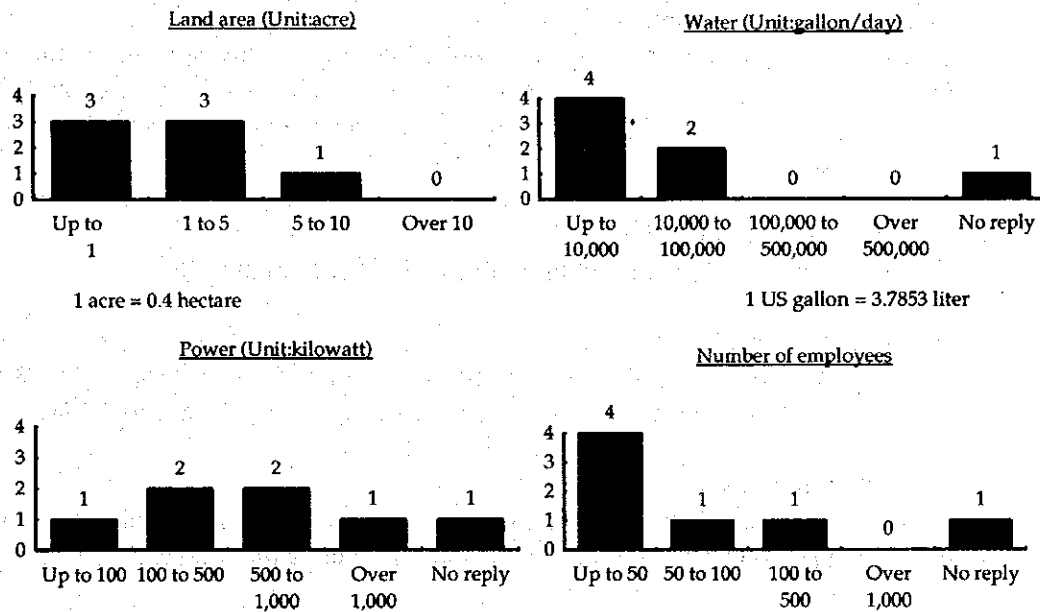 Land area (Unit:acre)
4
3
2
1
0
3
3
1
0
Up to
1
1 to 5
5 to 10
Over 10
1 acre = 0.4 hectare
Water (Unit:gallon/day)
4
3
2
1
0
4
2
0
0
1
Up to
10,000
10,000 to
100,000
100,000 to
500,000
Over
500,000
No reply
1 US gallon = 3.7853 liter
Power (Unit:kilowatt)
4
3
2
1
0
1
2
2
1
1
Up to 100
100 to 500
500 to
1,000
Over
1,000
No reply
Number of employees
4
3
2
1
0
4
1
1
0
1
Up to 50
50 to 100
100 to
500
Over
1,000
No reply